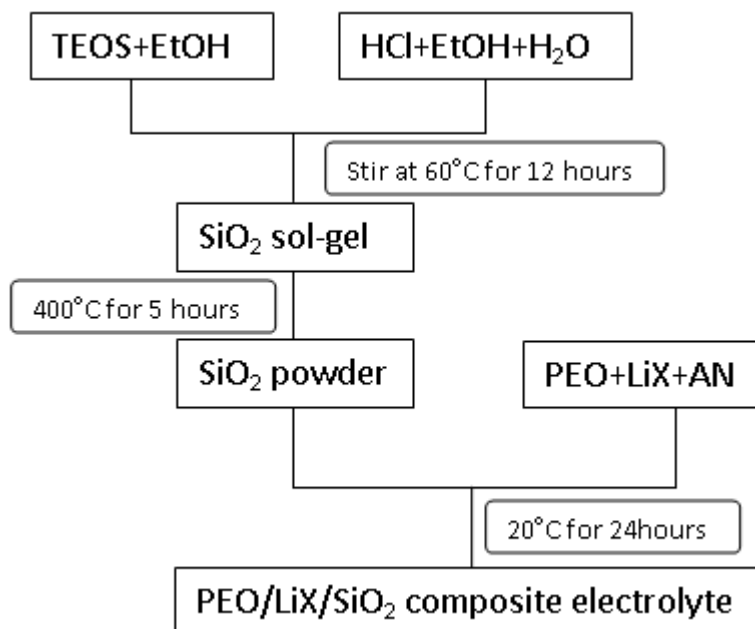 TEOS+EtOH
HCl+EtOH+H₂O
Stir at 60°C for 12 hours
SiO₂ sol-gel
400°C for 5 hours
SiO₂ powder
PEO+LiX+AN
20°C for 24hours
PEO/LiX/SiO₂ composite electrolyte